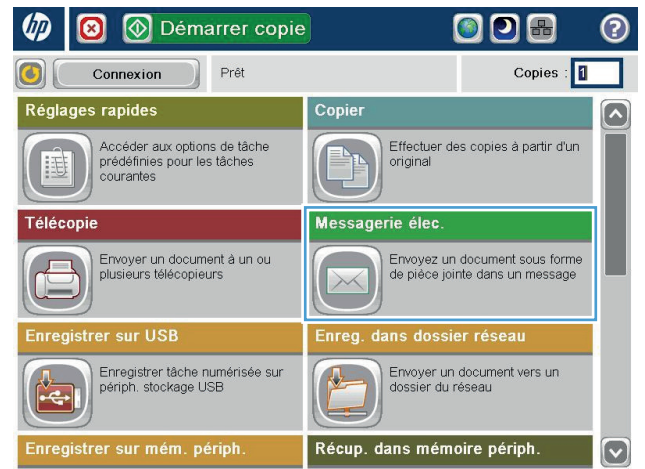 hp
Démarrer copie
?
Connexion
Prêt
Copies : 1
Réglages rapides
Accéder aux options de tâche
prédéfinies pour les tâches
courantes
Copier
Effectuer des copies à partir d'un
original
Télécopie
Envoyer un document à un ou
plusieurs télécopieurs
Messagerie élec.
Envoyez un document sous forme
de pièce jointe dans un message
Enregistrer sur USB
Enregistrer tâche numérisée sur
périph. stockage USB
Enreg. dans dossier réseau
Envoyer un document vers un
dossier du réseau
Enregistrer sur mém. périph.
Récup. dans mémoire périph.